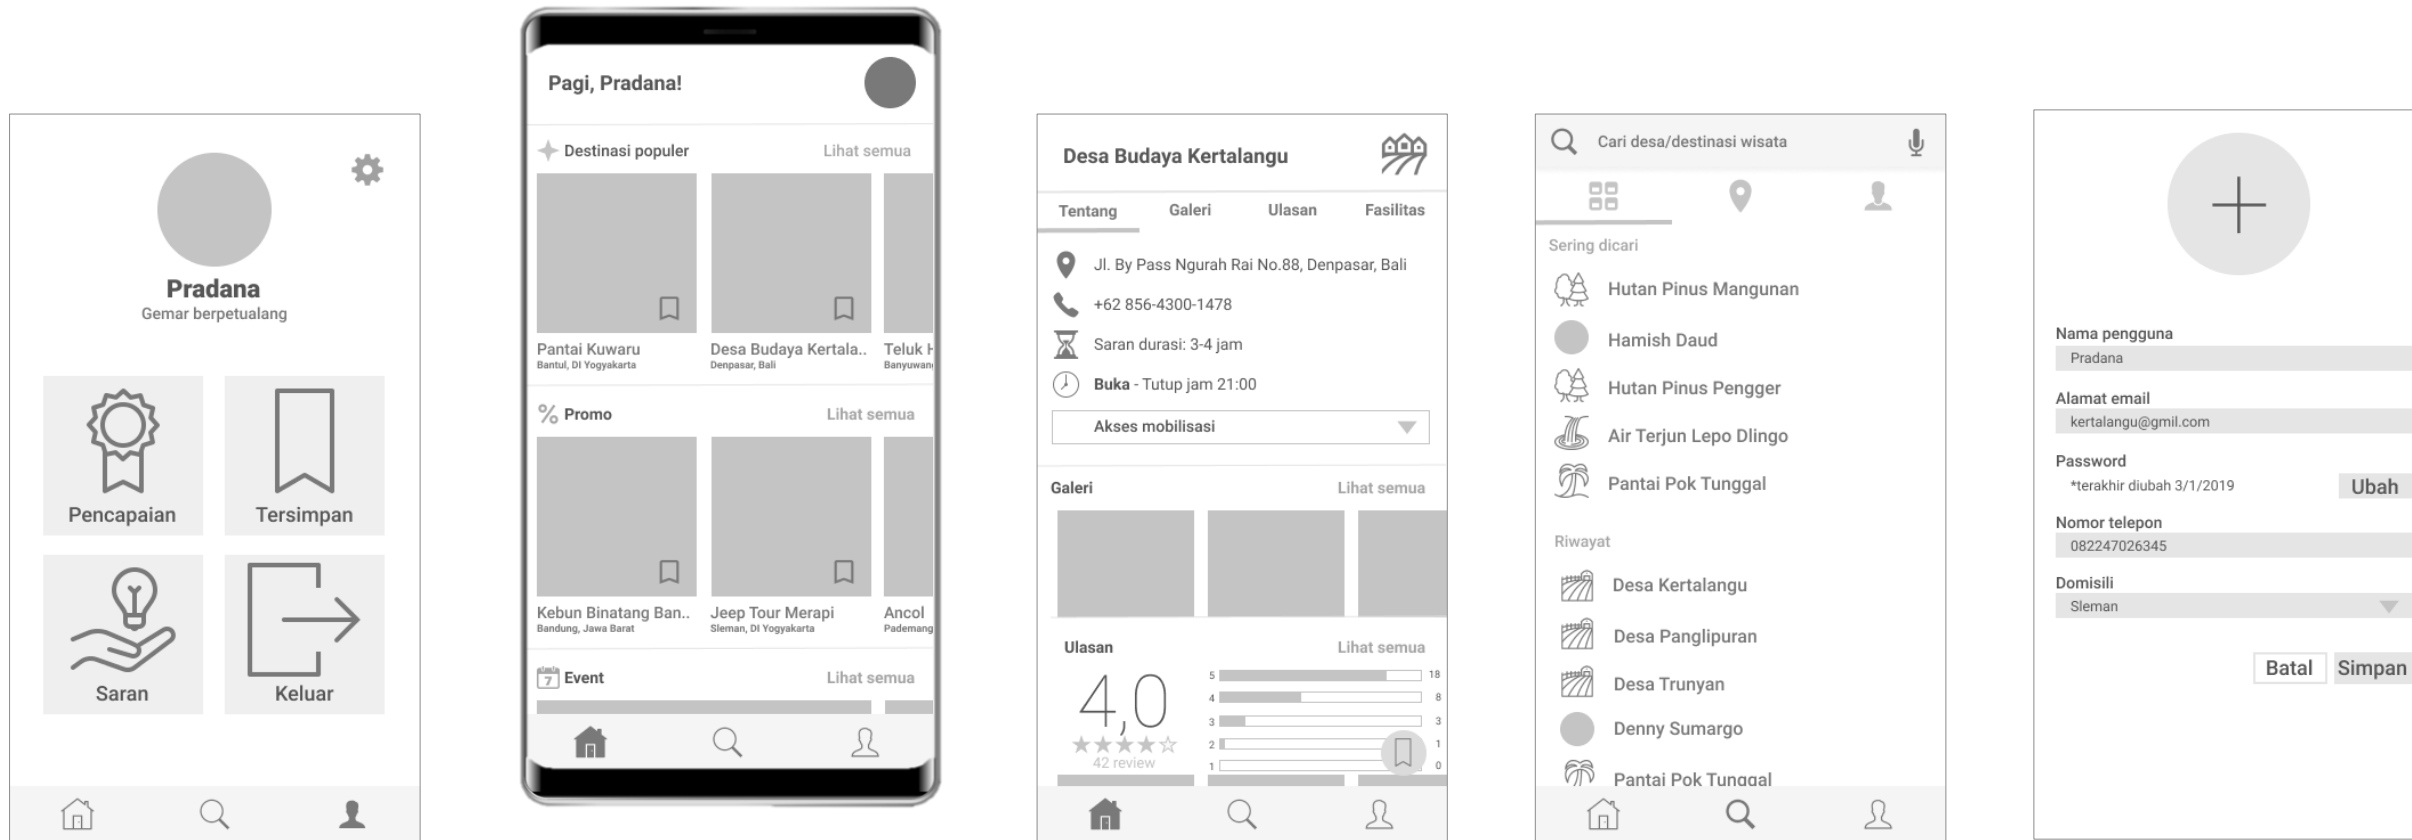 Pradana
Gemar berpetualang
Pencapaian
Tersimpan
Saran
Keluar
Pagi, Pradana!
Destinasi populer
Lihat semua
Pantai Kuwaru
Bantul, DI Yogyakarta
Desa Budaya Kertala..
Denpasar, Bali
Teluk H
Banyuwang
% Promo
Lihat semua
Kebun Binatang Ban..
Bandung, Jawa Barat
Jeep Tour Merapi
Sleman, DI Yogyakarta
Ancol
Pademang
7
Event
Lihat semua
Desa Budaya Kertalangu
Tentang
Galeri
Ulasan
Fasilitas
Jl. By Pass Ngurah Rai No.88, Denpasar, Bali
+62 856-4300-1478
Saran durasi: 3-4 jam
Buka - Tutup jam 21:00
Akses mobilisasi
Galeri
Lihat semua
Ulasan
Lihat semua
4,0
42 review
5 18
4 8
3 3
2 1
1 0
Cari desa/destinasi wisata
Sering dicari
Hutan Pinus Mangunan
Hamish Daud
Hutan Pinus Pengger
Air Terjun Lepo Dlingo
Pantai Pok Tunggal
Riwayat
Desa Kertalangu
Desa Panglipuran
Desa Trunyan
Denny Sumargo
Pantai Pok Tunggal
Nama pengguna
Pradana
Alamat email
kertalangu@gmil.com
Password
*terakhir diubah 3/1/2019
Ubah
Nomor telepon
082247026345
Domisili
Sleman
Batal
Simpan